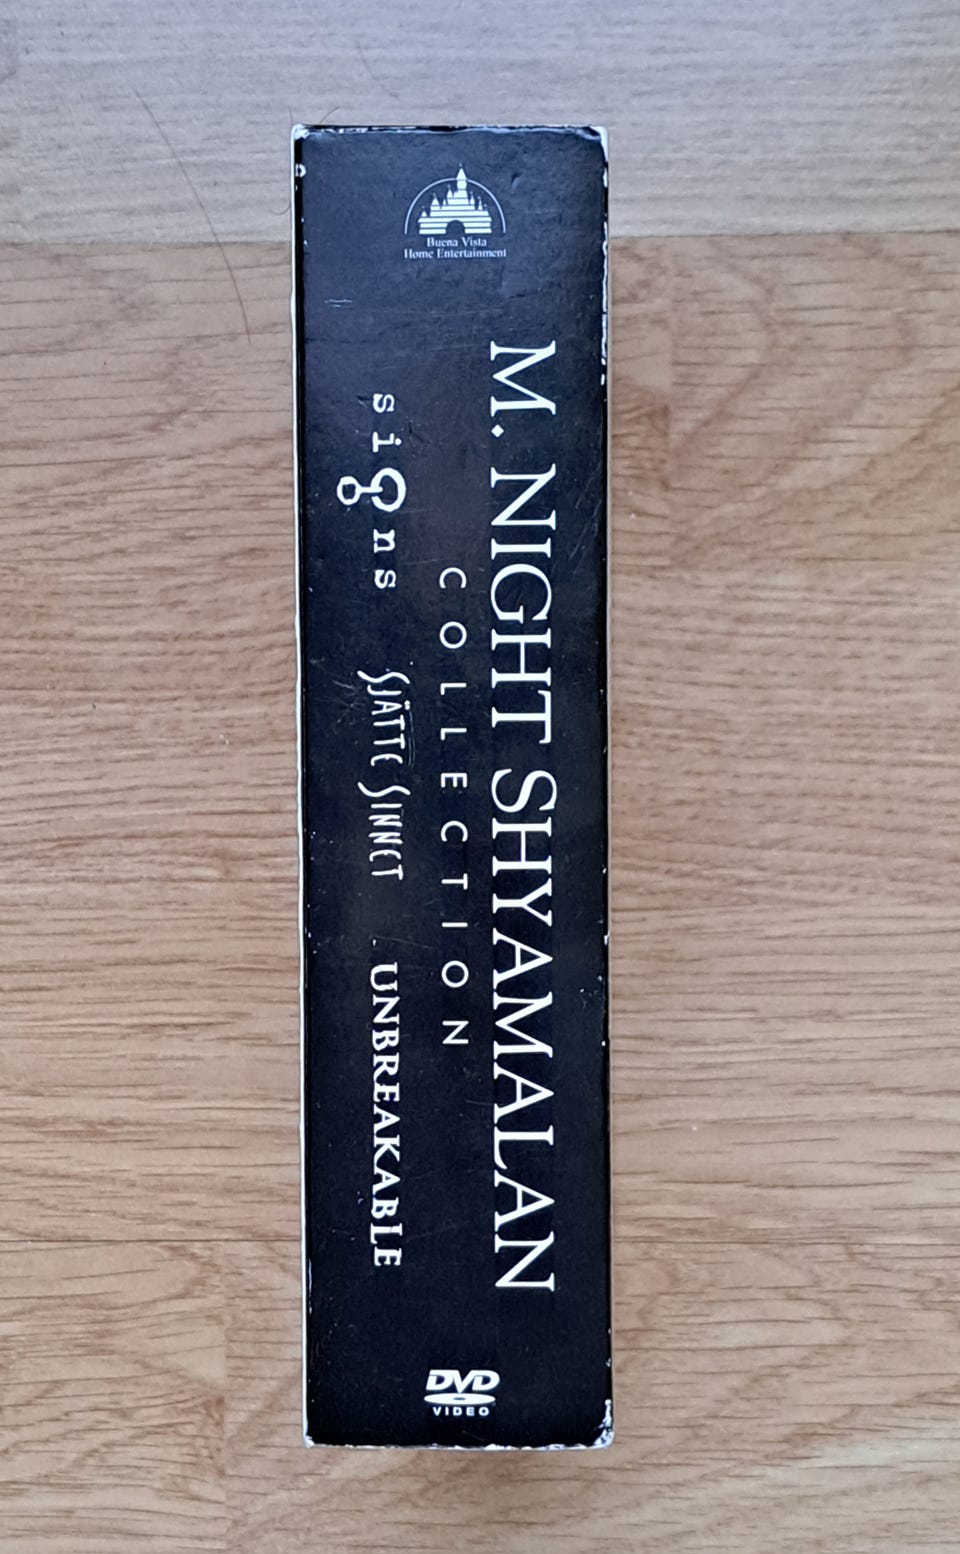 Buena Vista
Home Entertainment
M. NIGHT SHYAMALAN
COLLECTION
signs SJÄTTE SINNET UNBREAKABLE
DVD
VIDEO